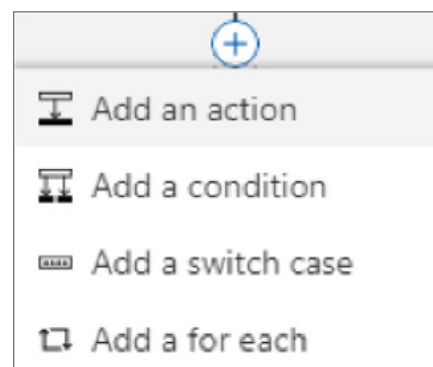 Add an action
Add a condition
Add a switch case
Add a for each